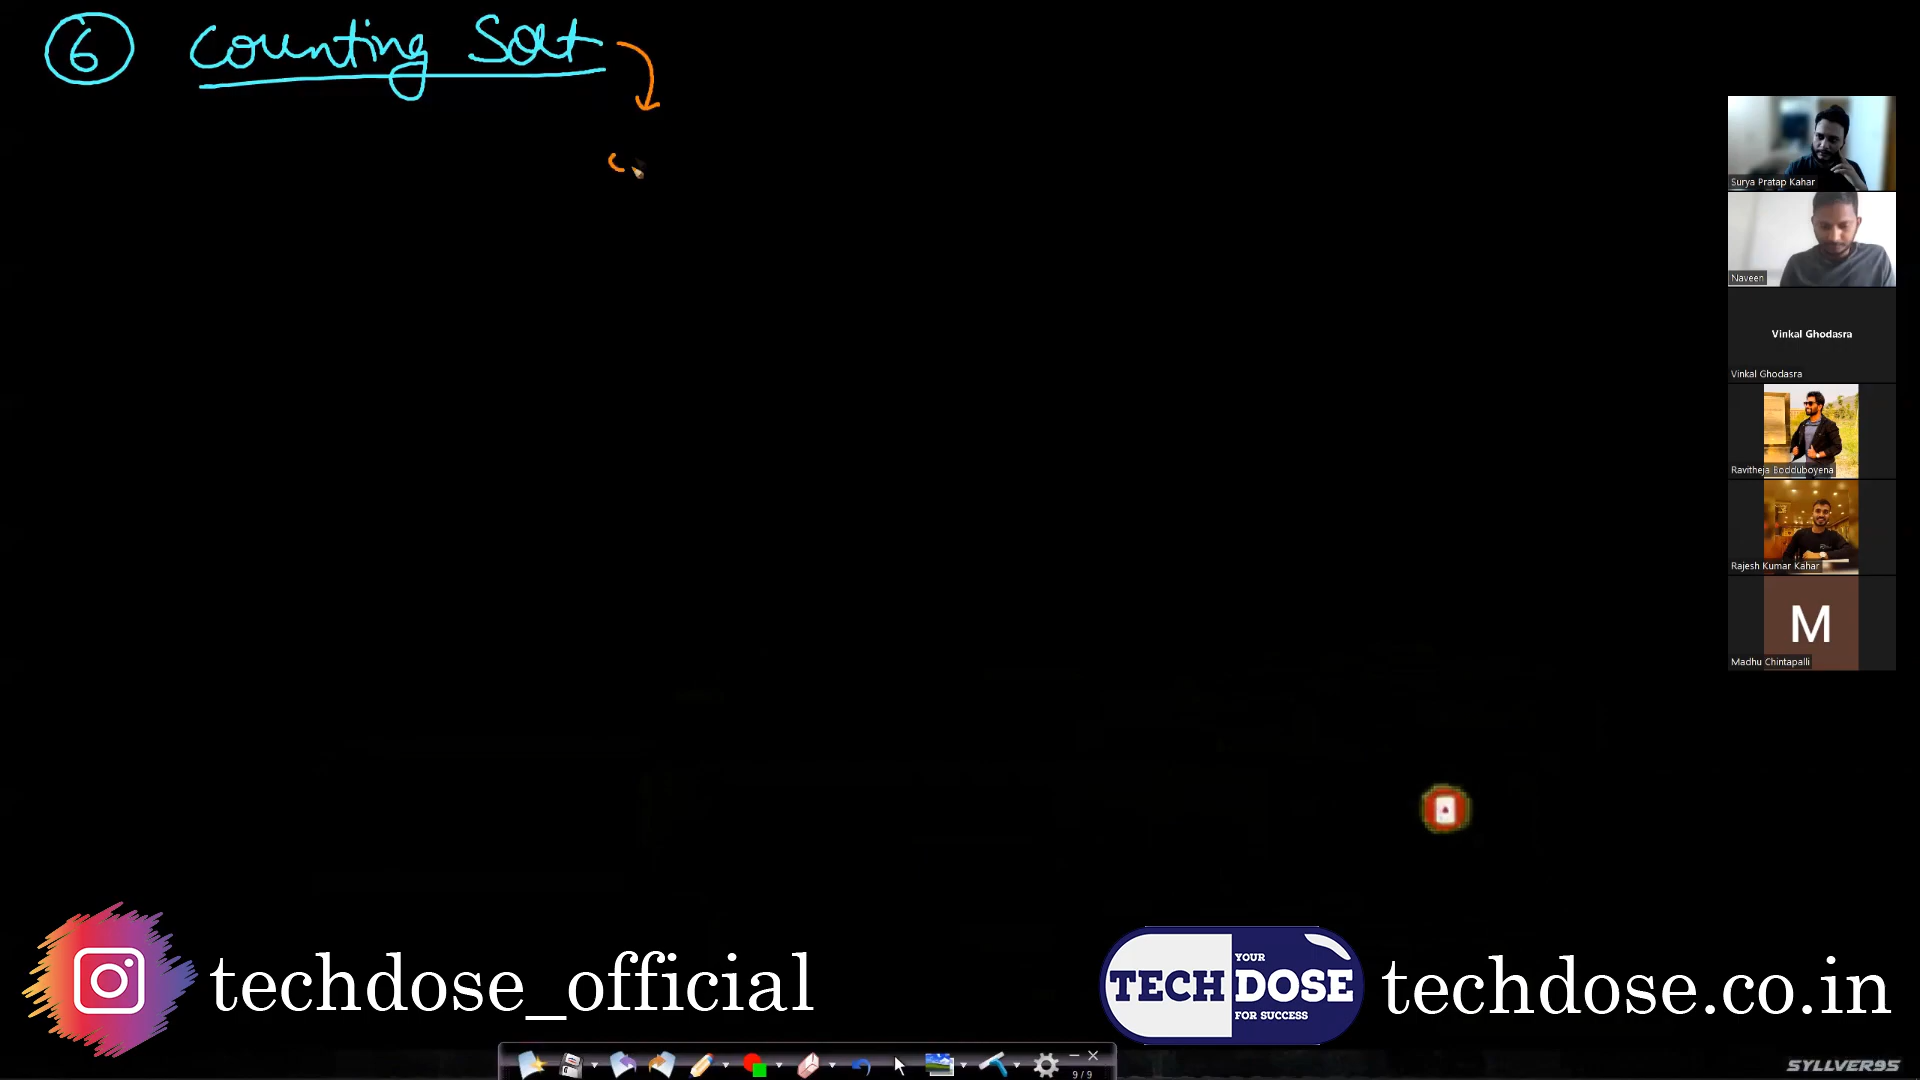 6 Counting Sort
Surya Pratap Kahar
Naveen
Vinkal Ghodasra
Vinkal Ghodasra
Ravitheja Bodduboyena
Rajesh Kumar Kahar
M
Madhu Chintapalli
techdose_official
YOUR
TECH DOSE
FOR SUCCESS
techdose.co.in
9/9
SYLLVER95